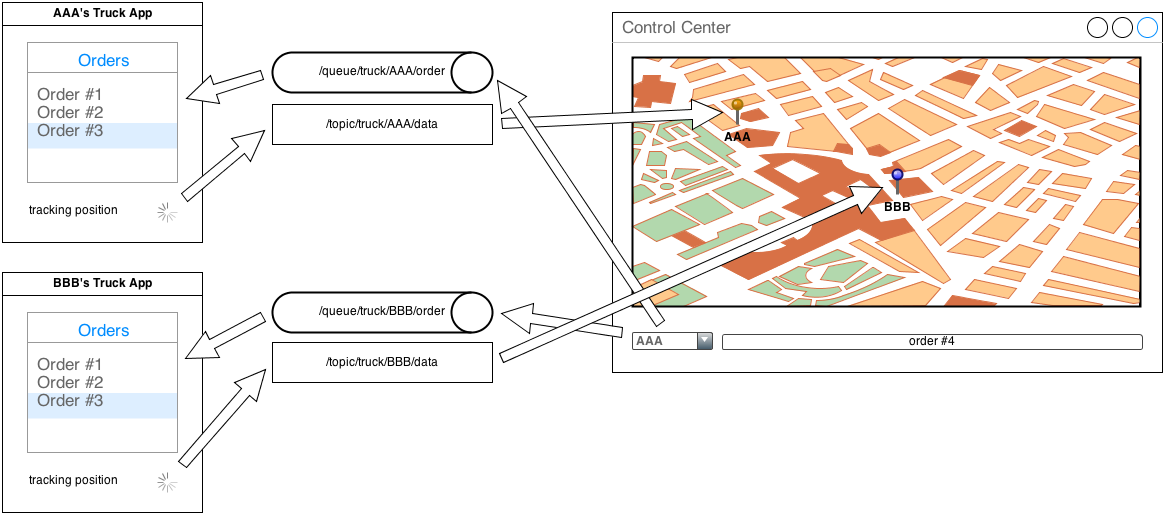 AAA's Truck App
Orders
Order #1
Order #2
Order #3
tracking position
/queue/truck/AAA/order
/topic/truck/AAA/data
Control Center
AAA
BBB
AAA
order #4
BBB's Truck App
Orders
Order #1
Order #2
Order #3
tracking position
/queue/truck/BBB/order
/topic/truck/BBB/data